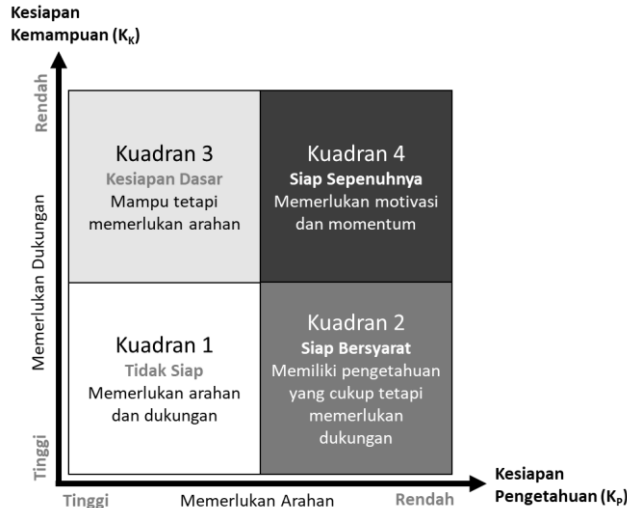 Kesiapan
Kemampuan (K_K)
Rendah
Memerlukan Dukungan
Tinggi
Kuadran 3
Kesiapan Dasar
Mampu tetapi
memerlukan arahan
Kuadran 4
Siap Sepenuhnya
Memerlukan motivasi
dan momentum
Kuadran 1
Tidak Siap
Memerlukan arahan
dan dukungan
Kuadran 2
Siap Bersyarat
Memiliki pengetahuan
yang cukup tetapi
memerlukan
dukungan
Tinggi
Memerlukan Arahan
Rendah
Kesiapan
Pengetahuan (K_P)